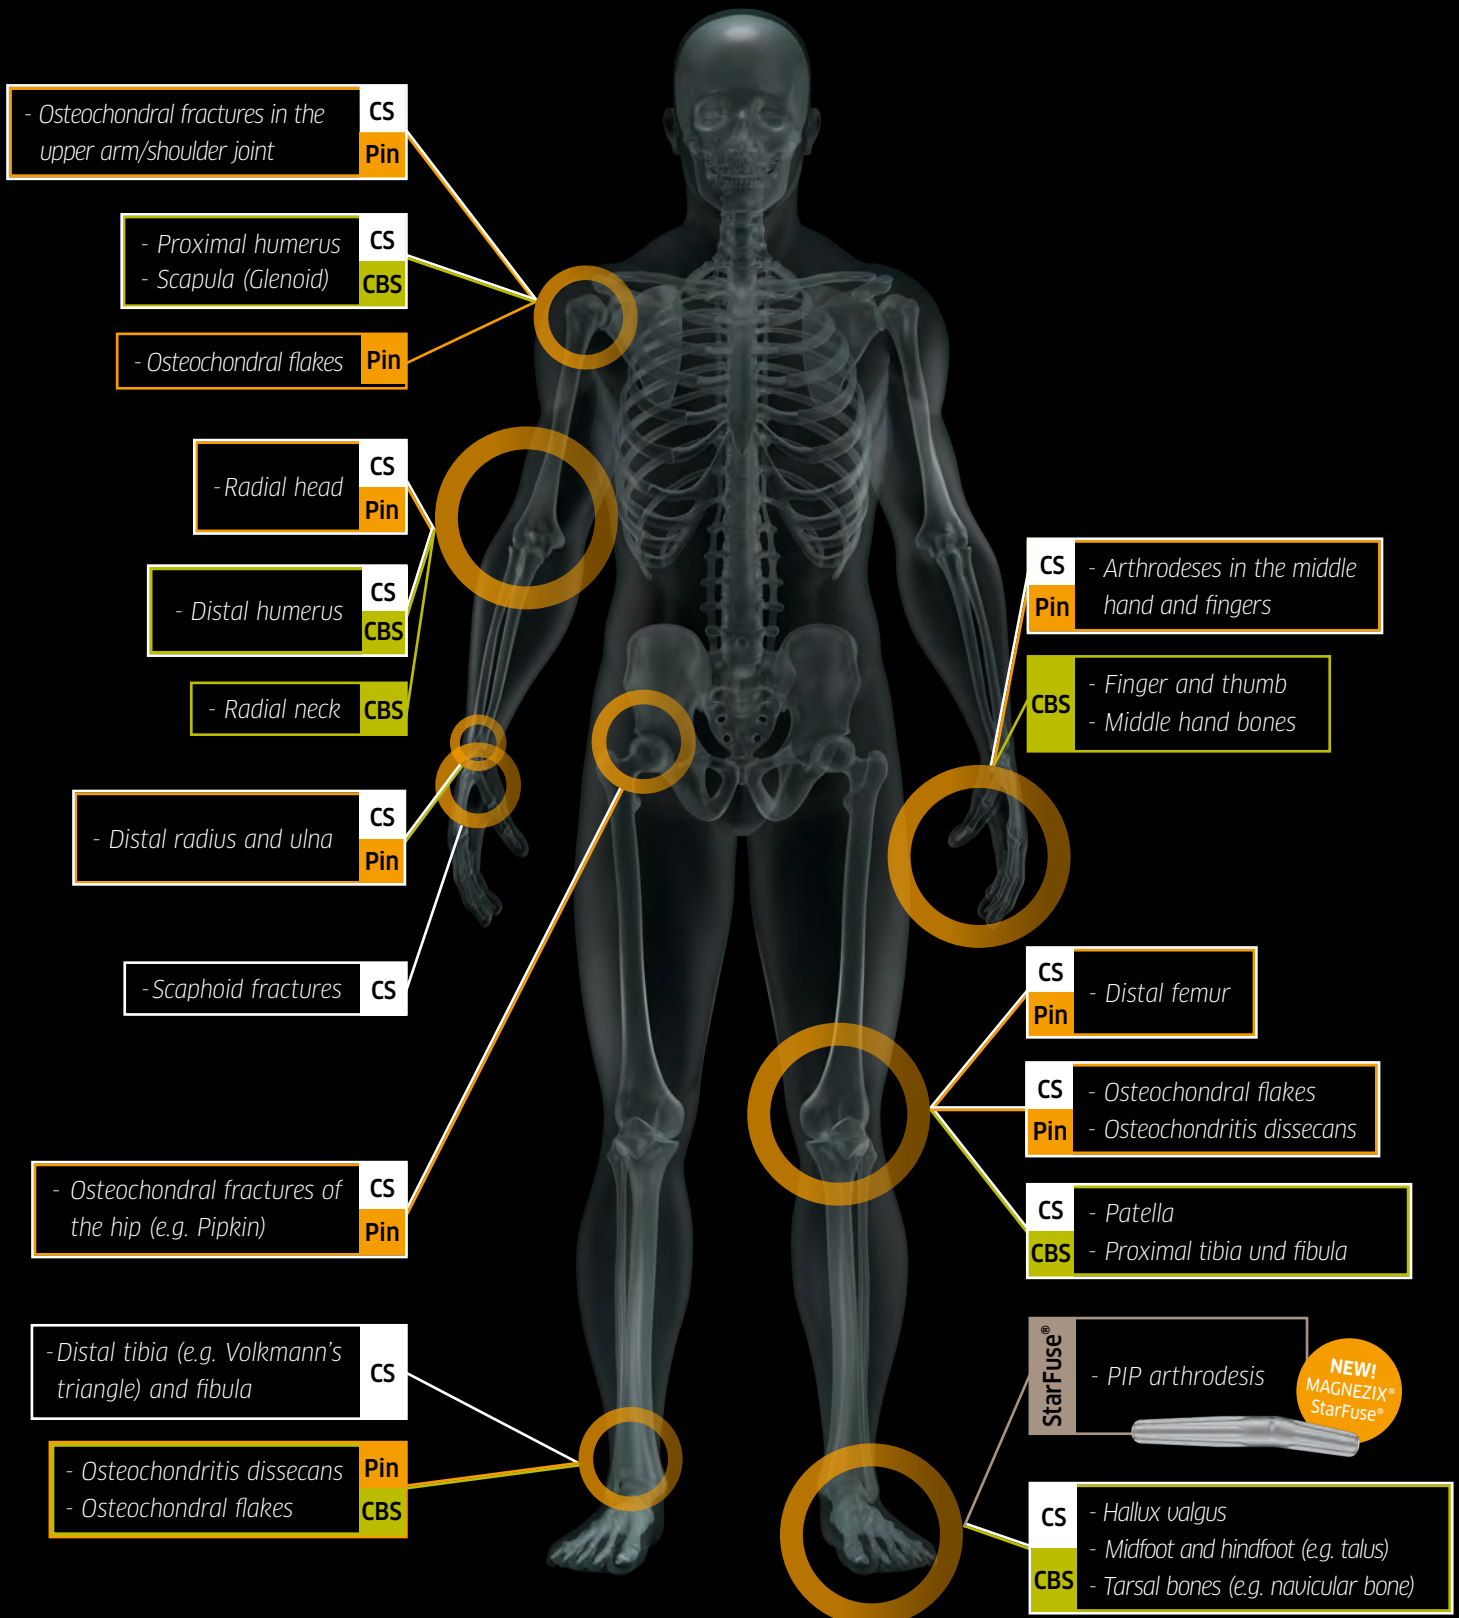 - Osteochondral fractures in the
upper arm/shoulder joint
CS
Pin
- Proximal humerus
- Scapula (Glenoid)
CS
CBS
- Osteochondral flakes
Pin
- Radial head
CS
Pin
- Distal humerus
CS
CBS
- Radial neck
CBS
- Distal radius and ulna
CS
Pin
- Scaphoid fractures
CS
- Osteochondral fractures of
the hip (e.g. Pipkin)
CS
Pin
- Distal tibia (e.g. Volkmann's
triangle) and fibula
CS
- Osteochondritis dissecans
- Osteochondral flakes
Pin
CBS
CS
Pin
- Arthrodeses in the middle
hand and fingers
CBS
- Finger and thumb
- Middle hand bones
CS
Pin
- Distal femur
CS
Pin
- Osteochondral flakes
- Osteochondritis dissecans
CS
CBS
- Patella
- Proximal tibia und fibula
StarFuse®
- PIP arthrodesis
NEW!
MAGNEZIX®
StarFuse®
CS
CBS
- Hallux valgus
- Midfoot and hindfoot (e.g. talus)
- Tarsal bones (e.g. navicular bone)